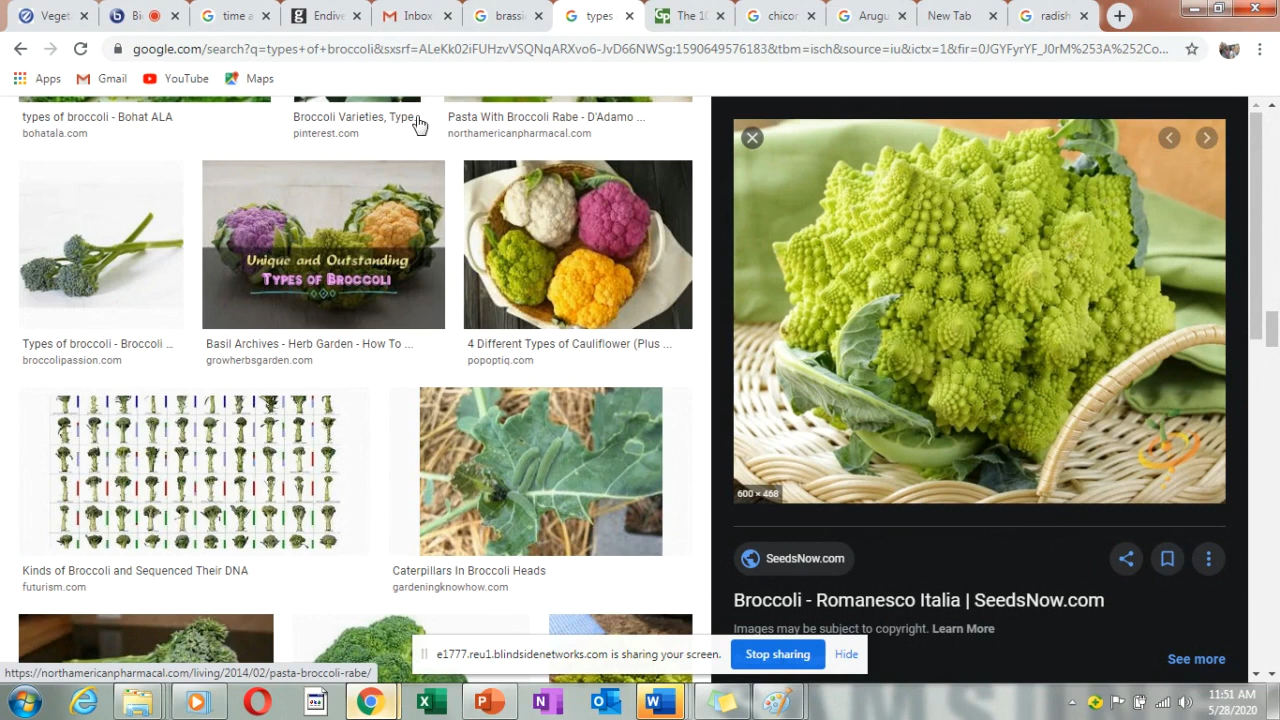 Veget
Bi
time a
Endive
Inbox
brassi
types
The 10
chicor
Arugu
New Tab
radish
google.com/search?q=types+of+broccoli&sxsrf=ALeKk02iFUHzvVSQNqARXvo6-JvD66NWSg:1590649576183&tbm=isch&source=iu&ictx=1&fir=0JGYFyrYF_J0rM%253A%252Co...
Apps
Gmail
YouTube
Maps
types of broccoli - Bohat ALA
bohatala.com
Broccoli Varieties, Type
pinterest.com
Pasta With Broccoli Rabe - D'Adamo ...
northamericanpharmacal.com
Unique and Outstanding
TYPES OF BROCCOLI
Types of broccoli - Broccoli ...
broccolipassion.com
Basil Archives - Herb Garden - How To ...
growherbsgarden.com
4 Different Types of Cauliflower (Plus ...
popoptiq.com
Kinds of Broccoli and Sequenced Their DNA
futurism.com
Caterpillars In Broccoli Heads
gardeningknowhow.com
600 × 468
SeedsNow.com
Broccoli - Romanesco Italia | SeedsNow.com
Images may be subject to copyright. Learn More
See more
e1777.reu1.blindsidenetworks.com is sharing your screen.
Stop sharing
Hide
https://northamericanpharmacal.com/living/2014/02/pasta-broccoli-rabe/
11:51 AM
5/28/2020